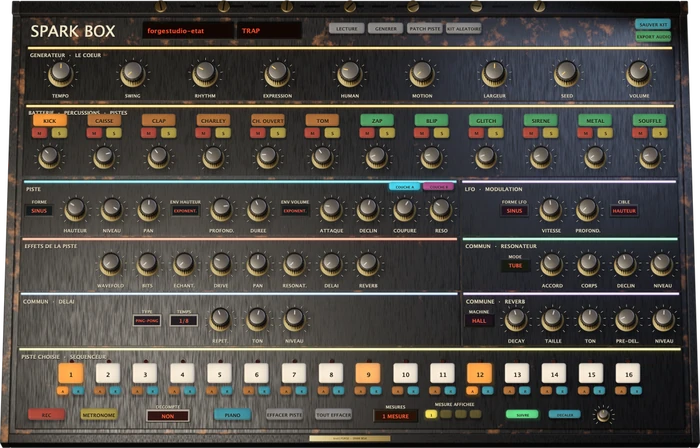 SPARK BOX
forgestudio-etat
TRAP
LECTURE
GENERER
PATCH PISTE
KIT ALEATOIRE
SAUVER KIT
EXPORT AUDIO
GENERATEUR · LE COEUR
TEMPO SWING RHYTHM EXPRESSION HUMAN MOTION LARGEUR SEED VOLUME
BATTERIE · PERCUSSIONS · PISTES
KICK CAISSE CLAP CHARLEY CH. OUVERT TOM ZAP BLIP GLITCH SIRENE METAL SOUFFLE
M S M S M S M S M S M S M S M S M S M S M S M S
PISTE
COUCHE A
COUCHE B
FORME
SINUS
ENV HAUTEUR
EXPONENT.
ENV VOLUME
EXPONENT.
HAUTEUR NIVEAU PAN PROFOND. DUREE ATTAQUE DECLIN COUPURE RESO
LFO · MODULATION
FORME LFO
SINUS
CIBLE
HAUTEUR
VITESSE PROFOND.
EFFETS DE LA PISTE
WAVEFOLD BITS ECHANT. DRIVE PAN RESONAT. DELAI REVERB
COMMUN · RESONATEUR
MODE
TUBE
ACCORD CORPS DECLIN NIVEAU
COMMUN · DELAI
TYPE
PING-PONG
TEMPS
1/8
REPET. TON NIVEAU
COMMUNE · REVERB
MACHINE
HALL
DECAY TAILLE TON PRE-DEL. NIVEAU
PISTE CHOISIE · SEQUENCEUR
1 2 3 4 5 6 7 8 9 10 11 12 13 14 15 16
REC
METRONOME
DECOMPTE
NON
PIANO
EFFACER PISTE
TOUT EFFACER
MESURES
1 MESURE
MESURE AFFICHEE
1
SUIVRE
DECALER